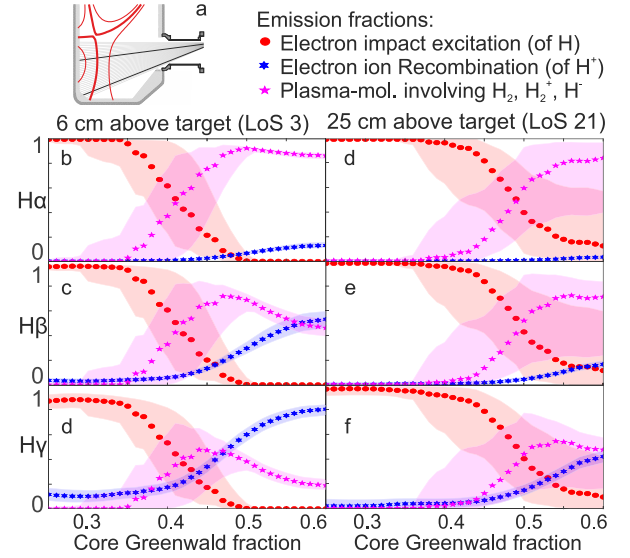 a
Emission fractions:
Electron impact excitation (of H)
Electron ion Recombination (of H⁺)
Plasma-mol. involving H₂, H₂⁺, H⁻
6 cm above target (LoS 3)
25 cm above target (LoS 21)
1
b
d
Hα
0
1
c
e
Hβ
0
1
d
f
Hγ
0
0.3 0.4 0.5 0.6
0.3 0.4 0.5 0.6
Core Greenwald fraction
Core Greenwald fraction